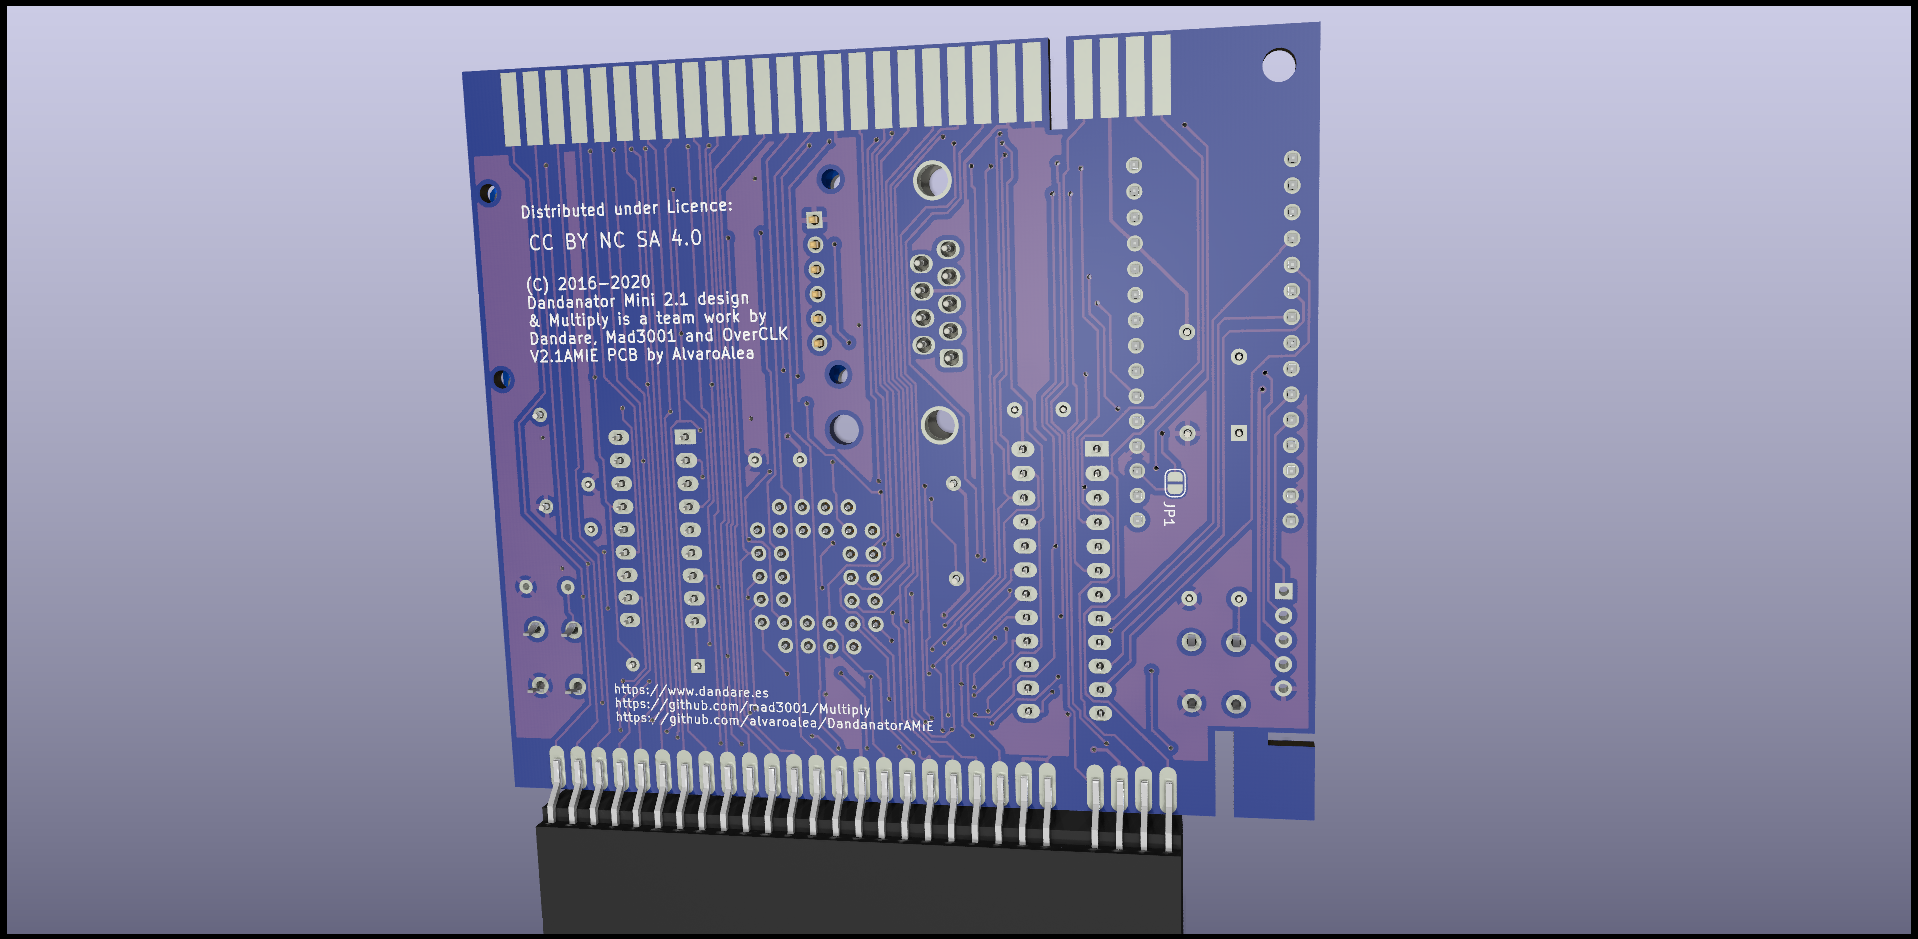 Distributed under Licence:
CC BY NC SA 4.0
(C) 2016-2020
Dandanator Mini 2.1 design
& Multiply is a team work by
Dandare, Mad3001 and OverCLK
V2.1AMIE PCB by AlvaroAlea
JP1
https://www.dandare.es
https://github.com/mad3001/Multiply
https://github.com/alvaroalea/DandanatorAMiE